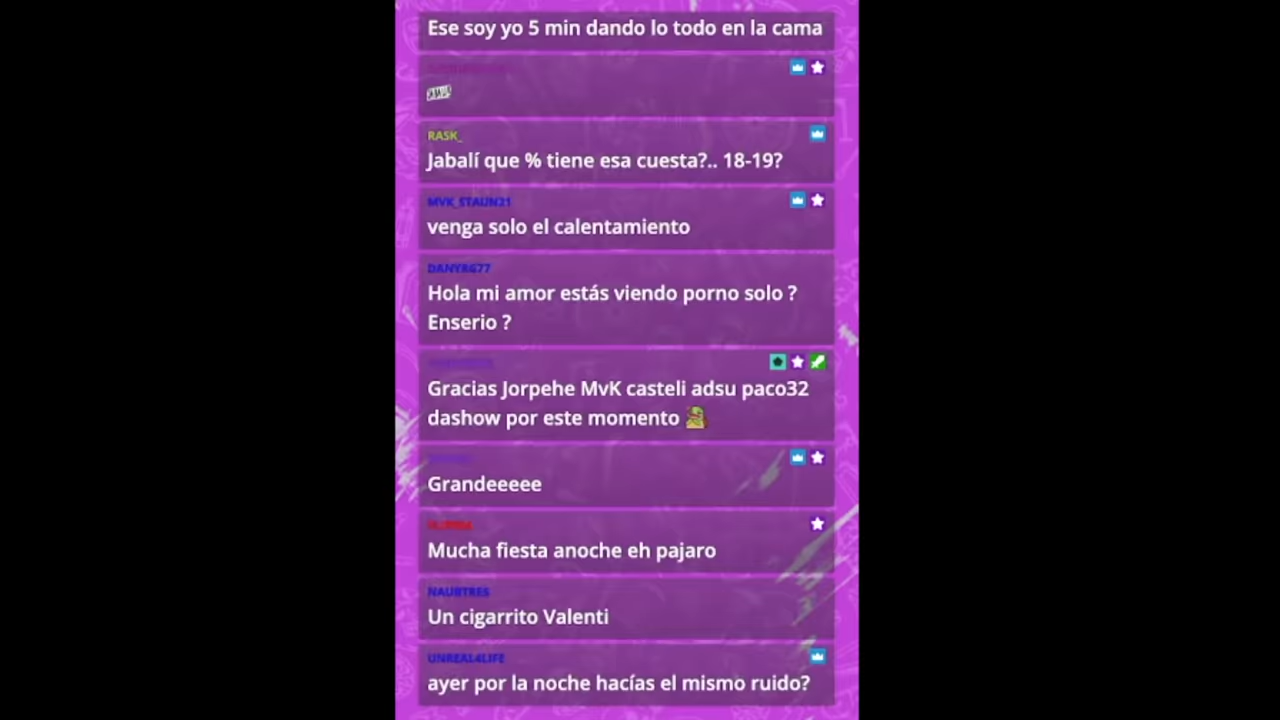 Ese soy yo 5 min dando lo todo en la cama
RASK_
Jabalí que % tiene esa cuesta?.. 18-19?
MVK_STAUN21
venga solo el calentamiento
DANYRG77
Hola mi amor estás viendo porno solo ?
Enserio ?
Gracias Jorpehe MvK casteli adsu paco32
dashow por este momento
Grandeeeee
Mucha fiesta anoche eh pajaro
Un cigarrito Valenti
UNREAL4LIFE
ayer por la noche hacías el mismo ruido?